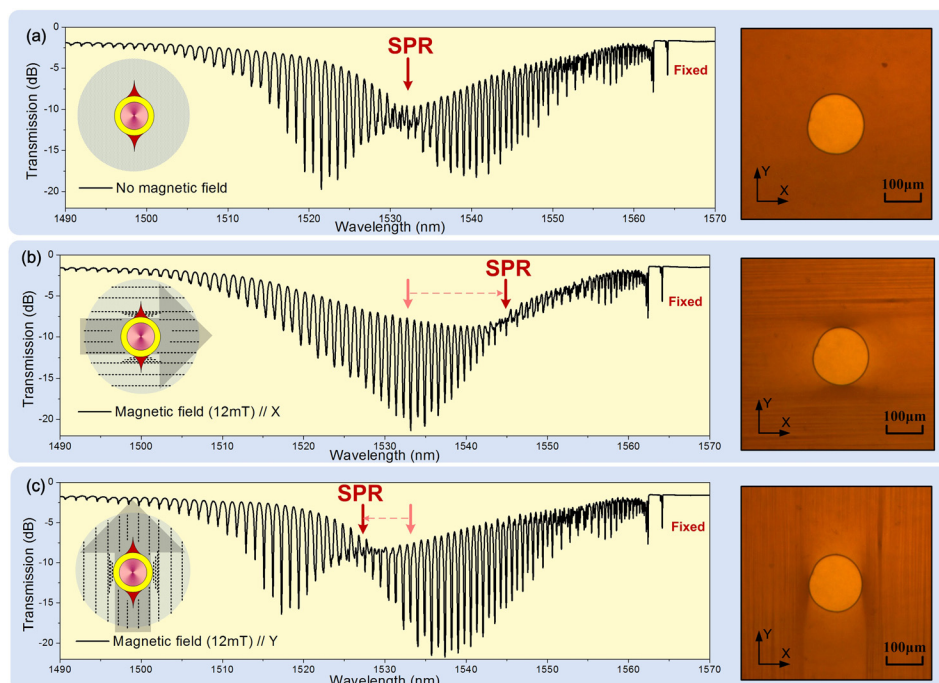 (a)
SPR
Fixed
No magnetic field
Transmission (dB)
0
-5
-10
-15
-20
1490 1500 1510 1520 1530 1540 1550 1560 1570
Wavelength (nm)
Y
X
100μm
(b)
SPR
Fixed
Magnetic field (12mT) // X
Transmission (dB)
0
-5
-10
-15
-20
1490 1500 1510 1520 1530 1540 1550 1560 1570
Wavelength (nm)
Y
X
100μm
(c)
SPR
Fixed
Magnetic field (12mT) // Y
Transmission (dB)
0
-5
-10
-15
-20
1490 1500 1510 1520 1530 1540 1550 1560 1570
Wavelength (nm)
Y
X
100μm